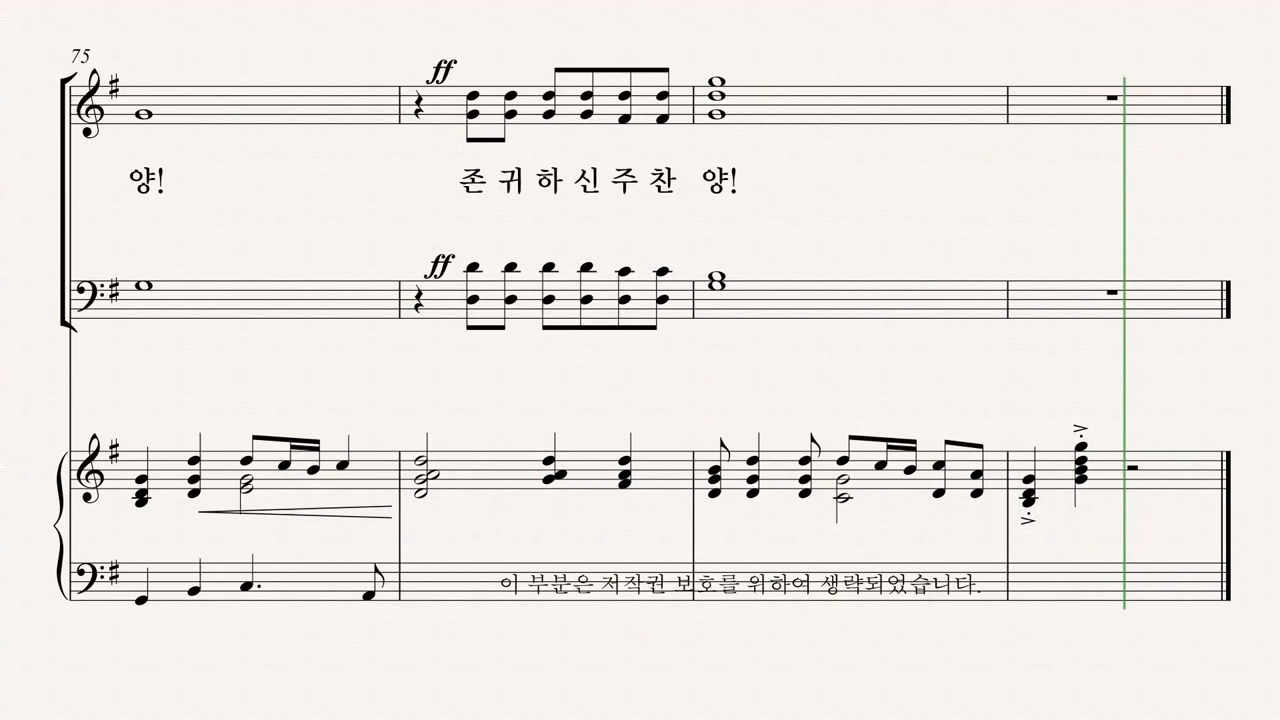 75
ff
양! 존 귀 하 신 주 찬 양!
ff
이 부분은 저작권 보호를 위하여 생략되었습니다.